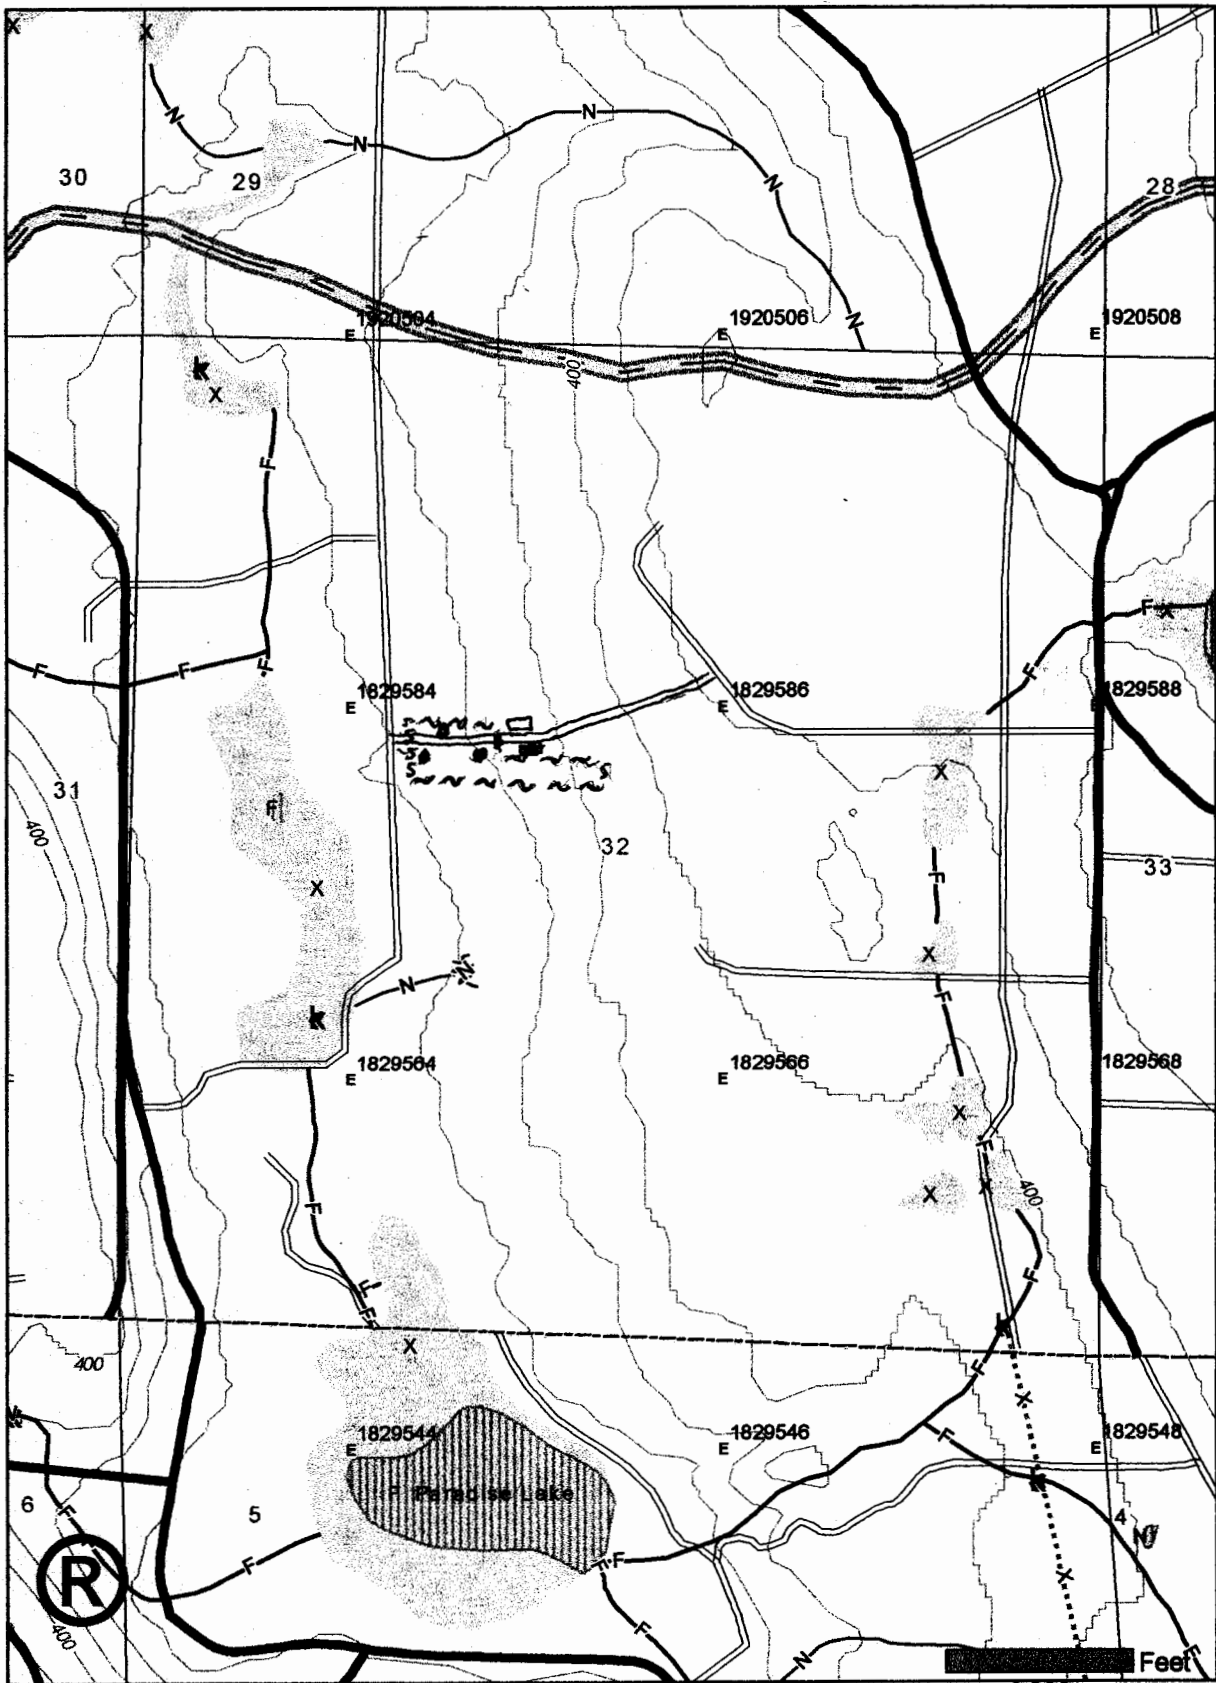 X X
N
N
N
30
29
N
28
1920504
E
1920506
E
1920508
E
N
400
k
X
F
F X
F
F
F
F
F
1829584
E
1829586
E
1829588
E
S
S
S
S
X
31
F
400
32
F
33
X
X
N
N
F
k
1829564
E
1829566
E
1829568
X
F
F
X
X
400
F
F
F
F
k
X
400
F
X
1829544
E
1829546
E
1829548
E
F
F Paradise Lake
6
F
5
4
N
F
F
F
X
R
400
F
N
F
Feet